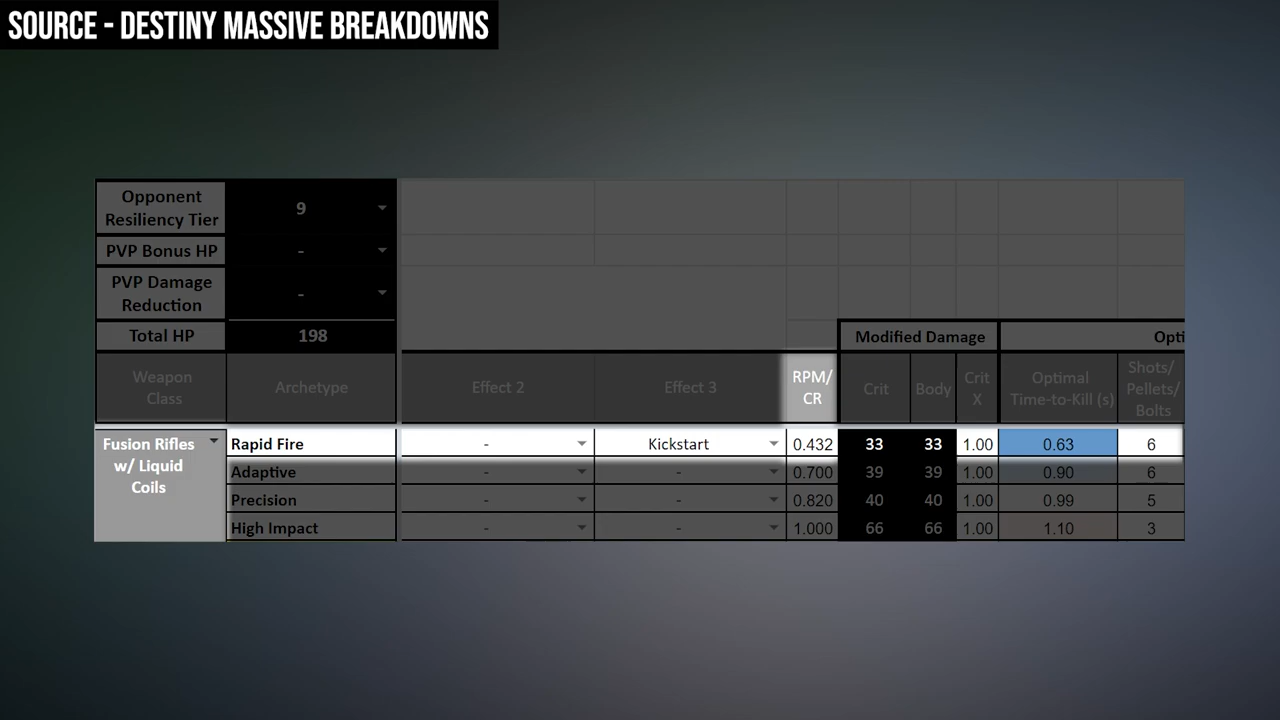 SOURCE - DESTINY MASSIVE BREAKDOWNS
Opponent
Resiliency Tier
9
PVP Bonus HP
-
PVP Damage
Reduction
-
Total HP
198
Modified Damage
Opti
Weapon
Class
Archetype
Effect 2
Effect 3
RPM/
CR
Crit
Body
Crit
X
Optimal
Time-to-Kill (s)
Shots/
Pellets/
Bolts
Fusion Rifles
w/ Liquid
Coils
Rapid Fire - Kickstart 0.432 33 33 1.00 0.63 6
Adaptive - - 0.700 39 39 1.00 0.90 6
Precision - - 0.820 40 40 1.00 0.99 5
High Impact - - 1.000 66 66 1.00 1.10 3